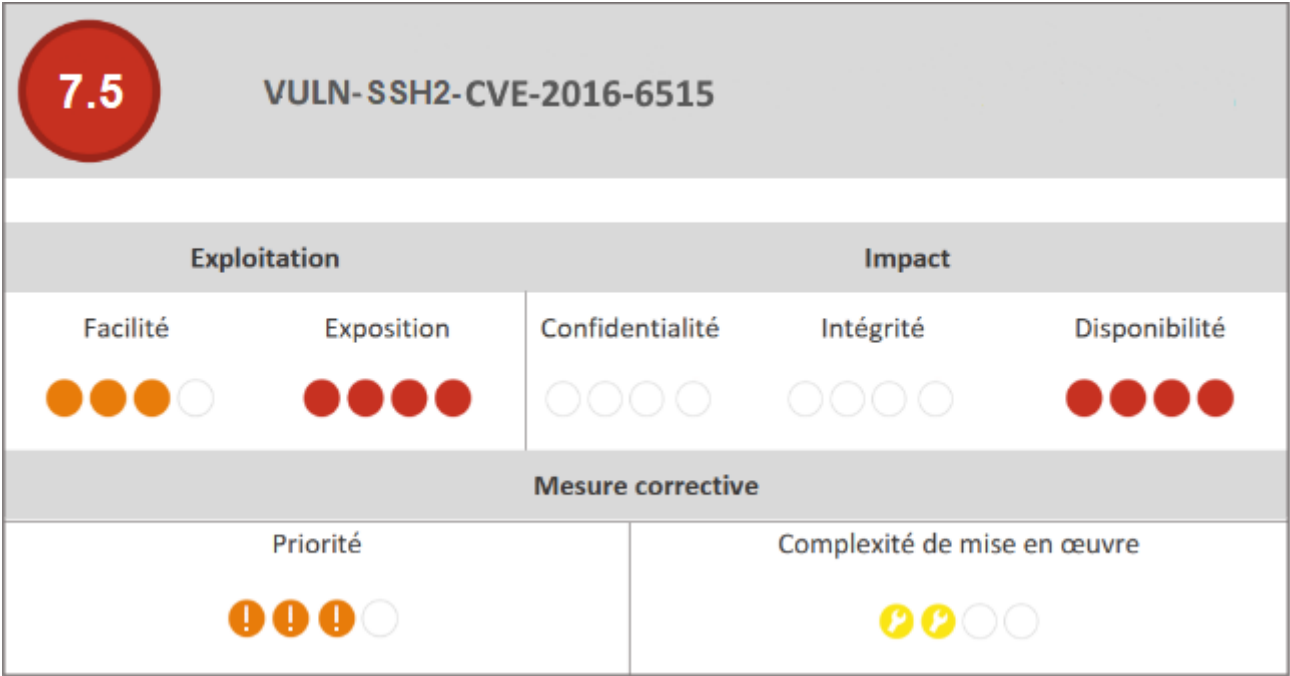 7.5
VULN-SSH2-CVE-2016-6515
Exploitation
Impact
Facilité
Exposition
Confidentialité
Intégrité
Disponibilité
Mesure corrective
Priorité
Complexité de mise en œuvre